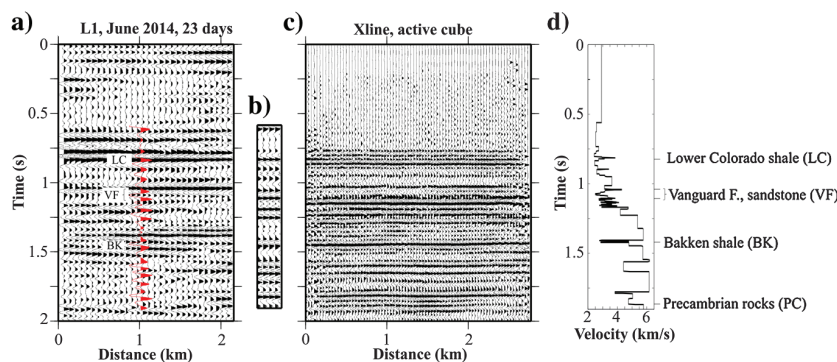 a) L1, June 2014, 23 days
0
0.5
1
1.5
2
Time (s)
LC
VF
BK
0 1 2
Distance (km)
b)
c) Xline, active cube
0 1 2
Distance (km)
d)
0
0.5
1
1.5
Time (s)
2 4 6
Velocity (km/s)
Lower Colorado shale (LC)
Vanguard F., sandstone (VF)
Bakken shale (BK)
Precambrian rocks (PC)